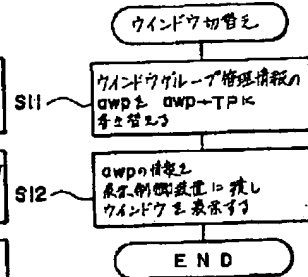 ウインドウ切替え
S11
ウインドウグループ管理情報の
awpを awp→TPに
書き替える
S12
awpの情報を
表示制御装置に渡し
ウインドウを表示する
END